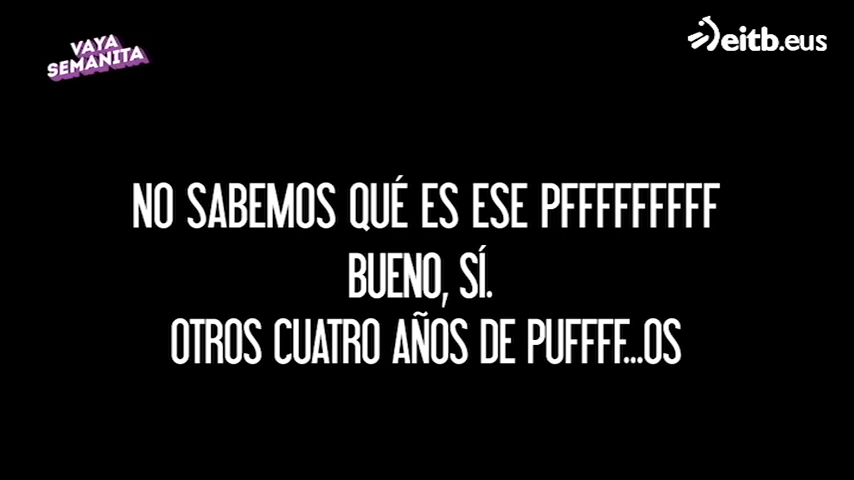 VAYA
SEMANITA
eitb.eus
NO SABEMOS QUÉ ES ESE PFFFFFFFFF
BUENO, SÍ.
OTROS CUATRO AÑOS DE PUFFFF...OS